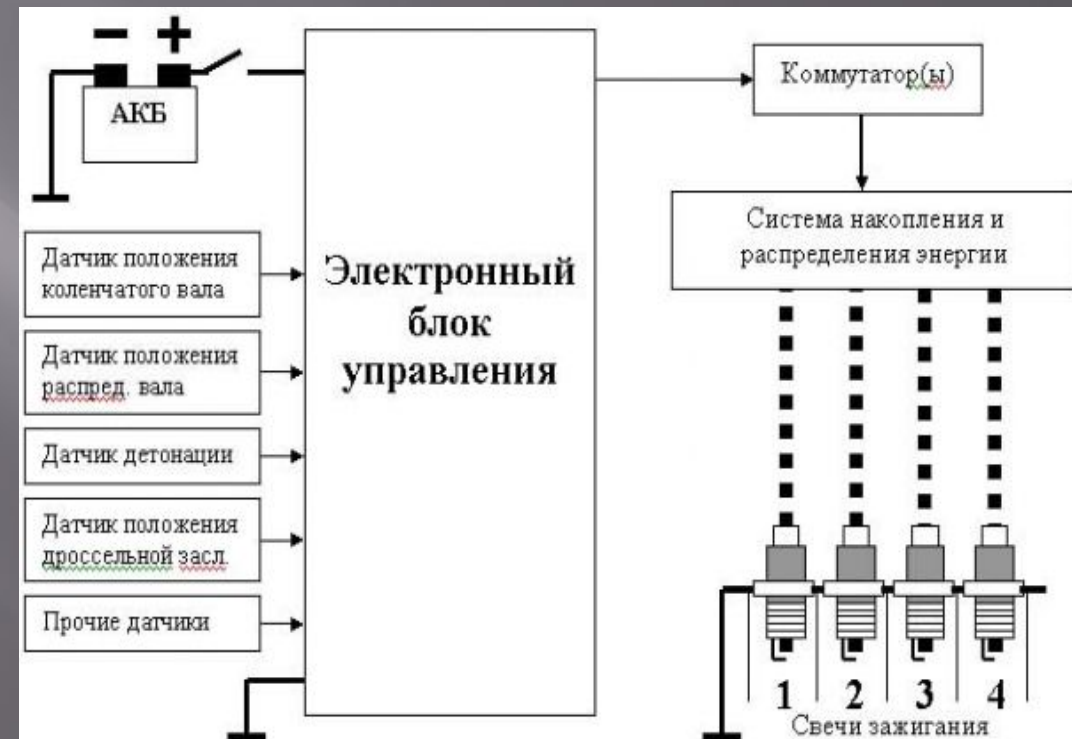 − +
АКБ
Датчик положения
коленчатого вала
Датчик положения
распред. вала
Датчик детонации
Датчик положения
дроссельной засл.
Прочие датчики
Электронный
блок
управления
Коммутатор(ы)
Система накопления и
распределения энергии
1 2 3 4
Свечи зажигания